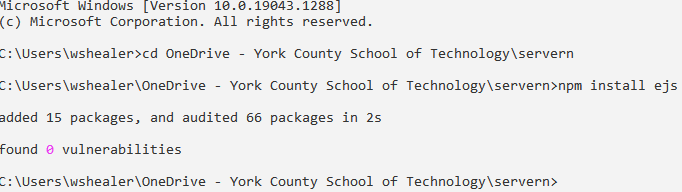 Microsoft Windows [Version 10.0.19043.1288]
(c) Microsoft Corporation. All rights reserved.
C:\Users\wshealer>cd OneDrive - York County School of Technology\servern
C:\Users\wshealer\OneDrive - York County School of Technology\servern>npm install ejs
added 15 packages, and audited 66 packages in 2s
found 0 vulnerabilities
C:\Users\wshealer\OneDrive - York County School of Technology\servern>